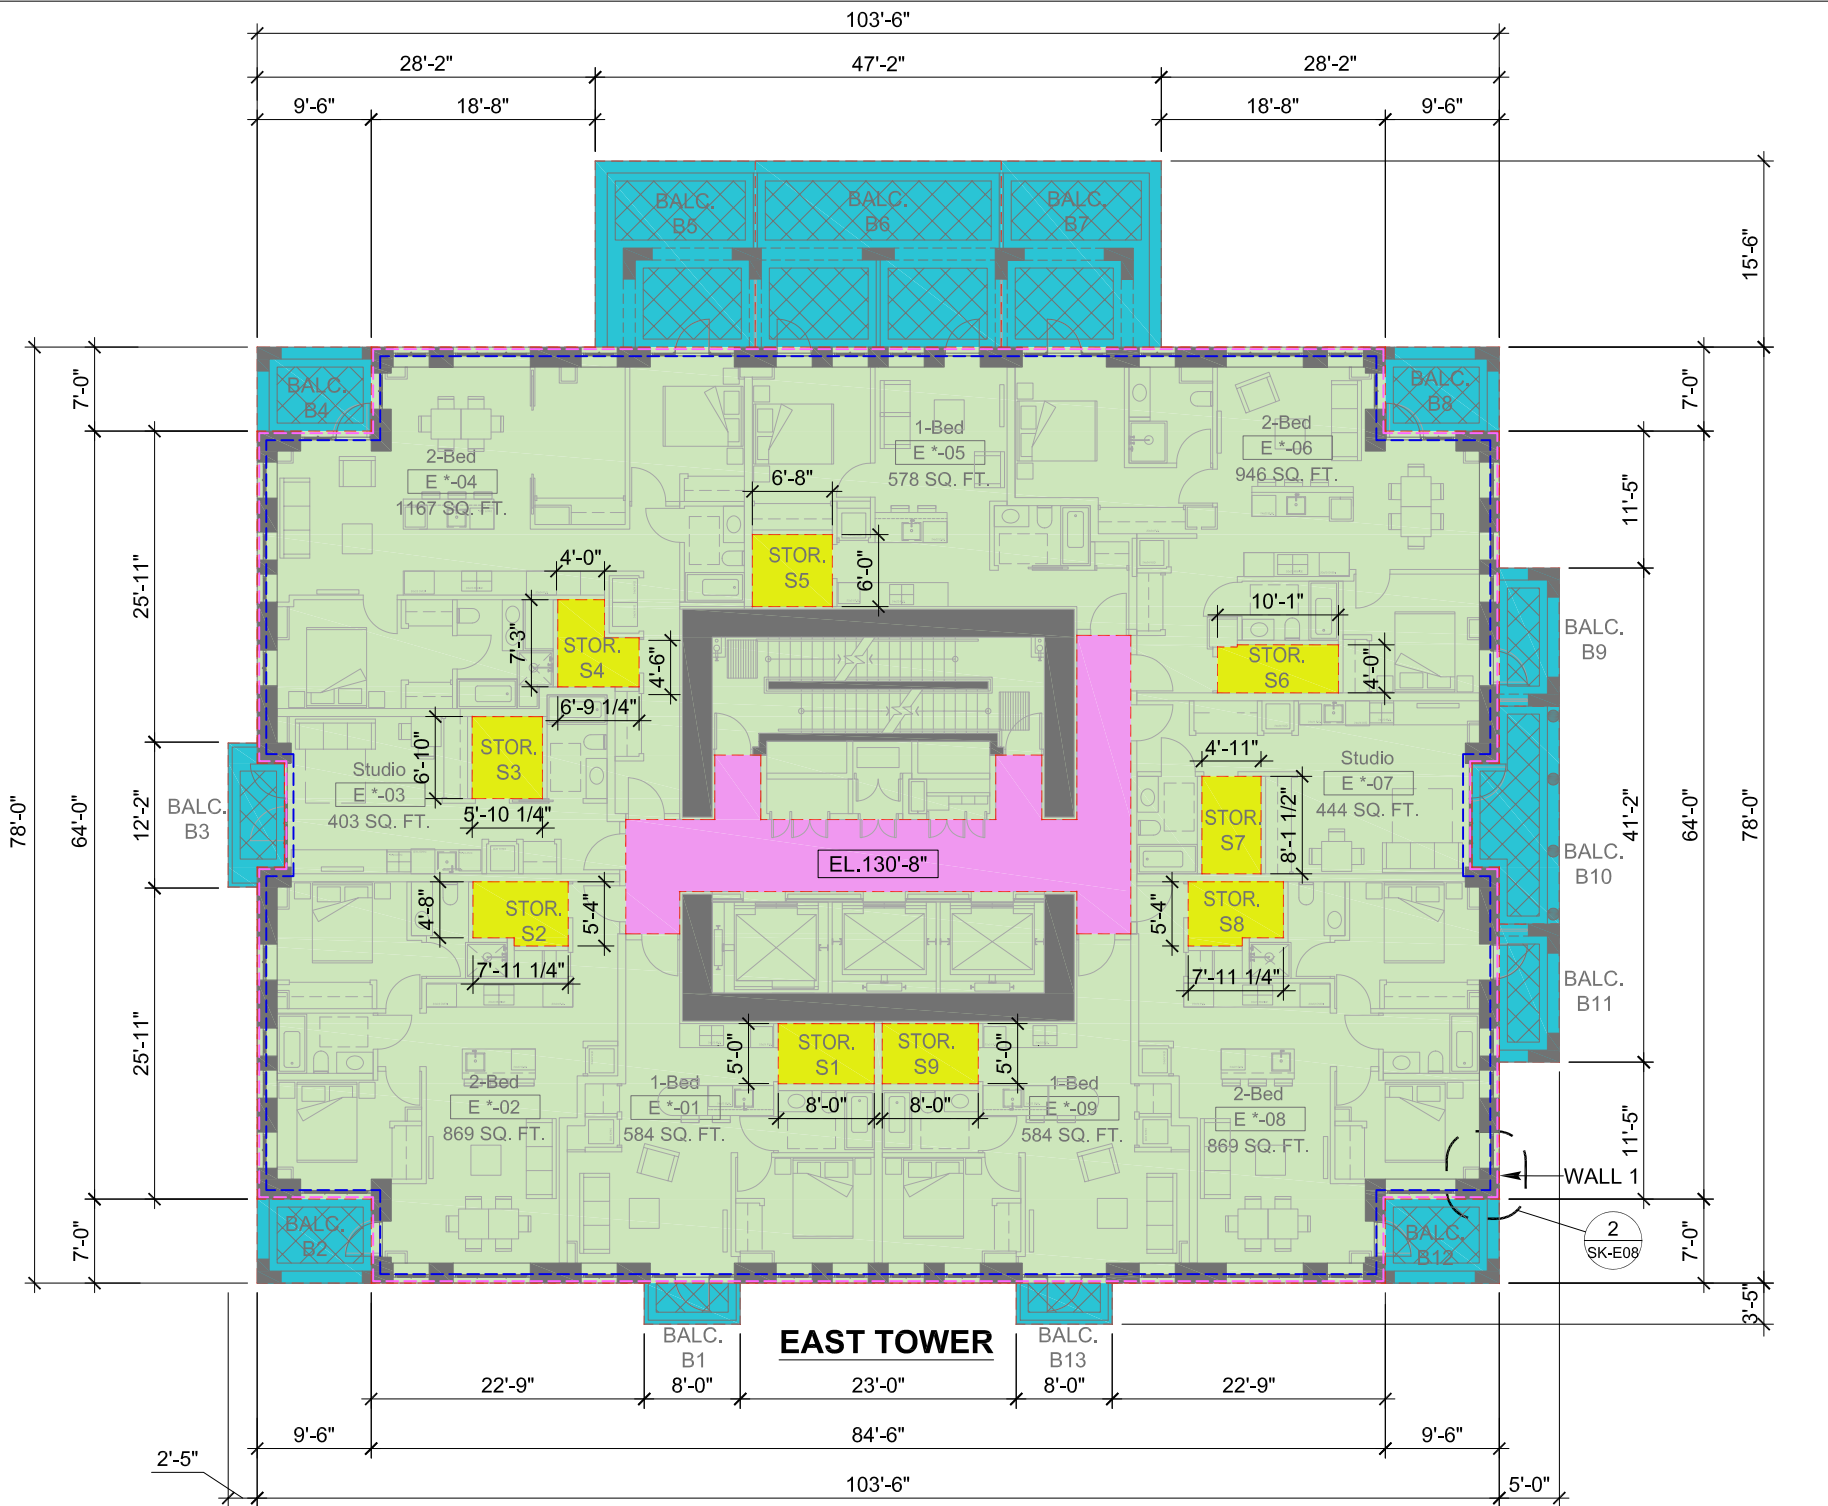 103'-6"
28'-2" 47'-2" 28'-2"
9'-6" 18'-8" 18'-8" 9'-6"
BALC.
B5
BALC.
B6
BALC.
B7
15'-6"
7'-0"
BALC.
B4
BALC.
B8
7'-0"
2-Bed
E *-04
1167 SQ. FT.
1-Bed
E *-05
578 SQ. FT.
2-Bed
E *-06
946 SQ. FT.
6'-8"
11'-5"
STOR.
S5
6'-0"
4'-0"
25'-11"
7'-3"
STOR.
S4
4'-6"
6'-9 1/4"
10'-1"
STOR.
S6
4'-0"
BALC.
B9
STOR.
S3
6'-10"
5'-10 1/4"
Studio
E *-03
403 SQ. FT.
4'-11"
STOR.
S7
8'-1 1/2"
Studio
E *-07
444 SQ. FT.
BALC.
B3
12'-2"
64'-0"
78'-0"
41'-2"
64'-0"
78'-0"
EL.130'-8"
BALC.
B10
4'-8"
STOR.
S2
5'-4"
7'-11 1/4"
5'-4"
STOR.
S8
7'-11 1/4"
BALC.
B11
25'-11"
5'-0"
STOR.
S1
STOR.
S9
5'-0"
8'-0" 8'-0"
2-Bed
E *-02
869 SQ. FT.
1-Bed
E *-01
584 SQ. FT.
1-Bed
E *-09
584 SQ. FT.
2-Bed
E *-08
869 SQ. FT.
11'-5"
WALL 1
2
SK-E08
7'-0"
BALC.
B2
BALC.
B12
7'-0"
3'-5"
BALC.
B1
EAST TOWER
BALC.
B13
22'-9" 8'-0" 23'-0" 8'-0" 22'-9"
9'-6" 84'-6" 9'-6"
2'-5" 103'-6" 5'-0"